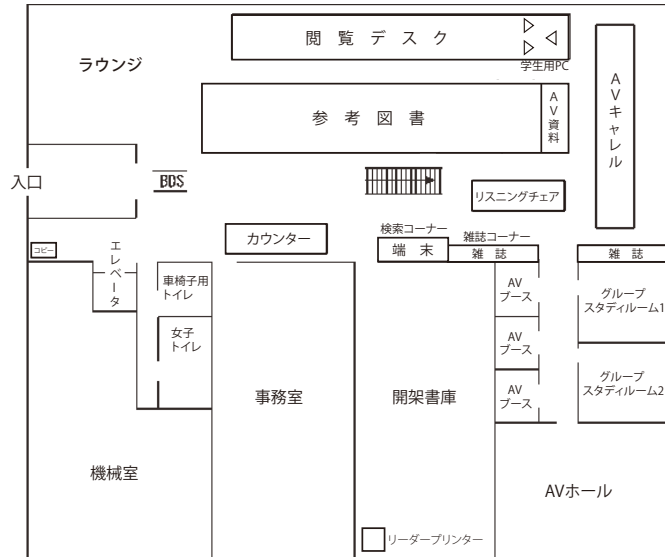 閲覧デスク
学生用PC
ラウンジ
参考図書
AV資料
AVキャレル
入口
BDS
リスニングチェア
カウンター
検索コーナー
端末
雑誌コーナー
雑誌
雑誌
コピー
エレベータ
車椅子用
トイレ
女子
トイレ
AV
ブース
AV
ブース
AV
ブース
グループ
スタディルーム1
グループ
スタディルーム2
事務室
開架書庫
機械室
AVホール
リーダープリンター